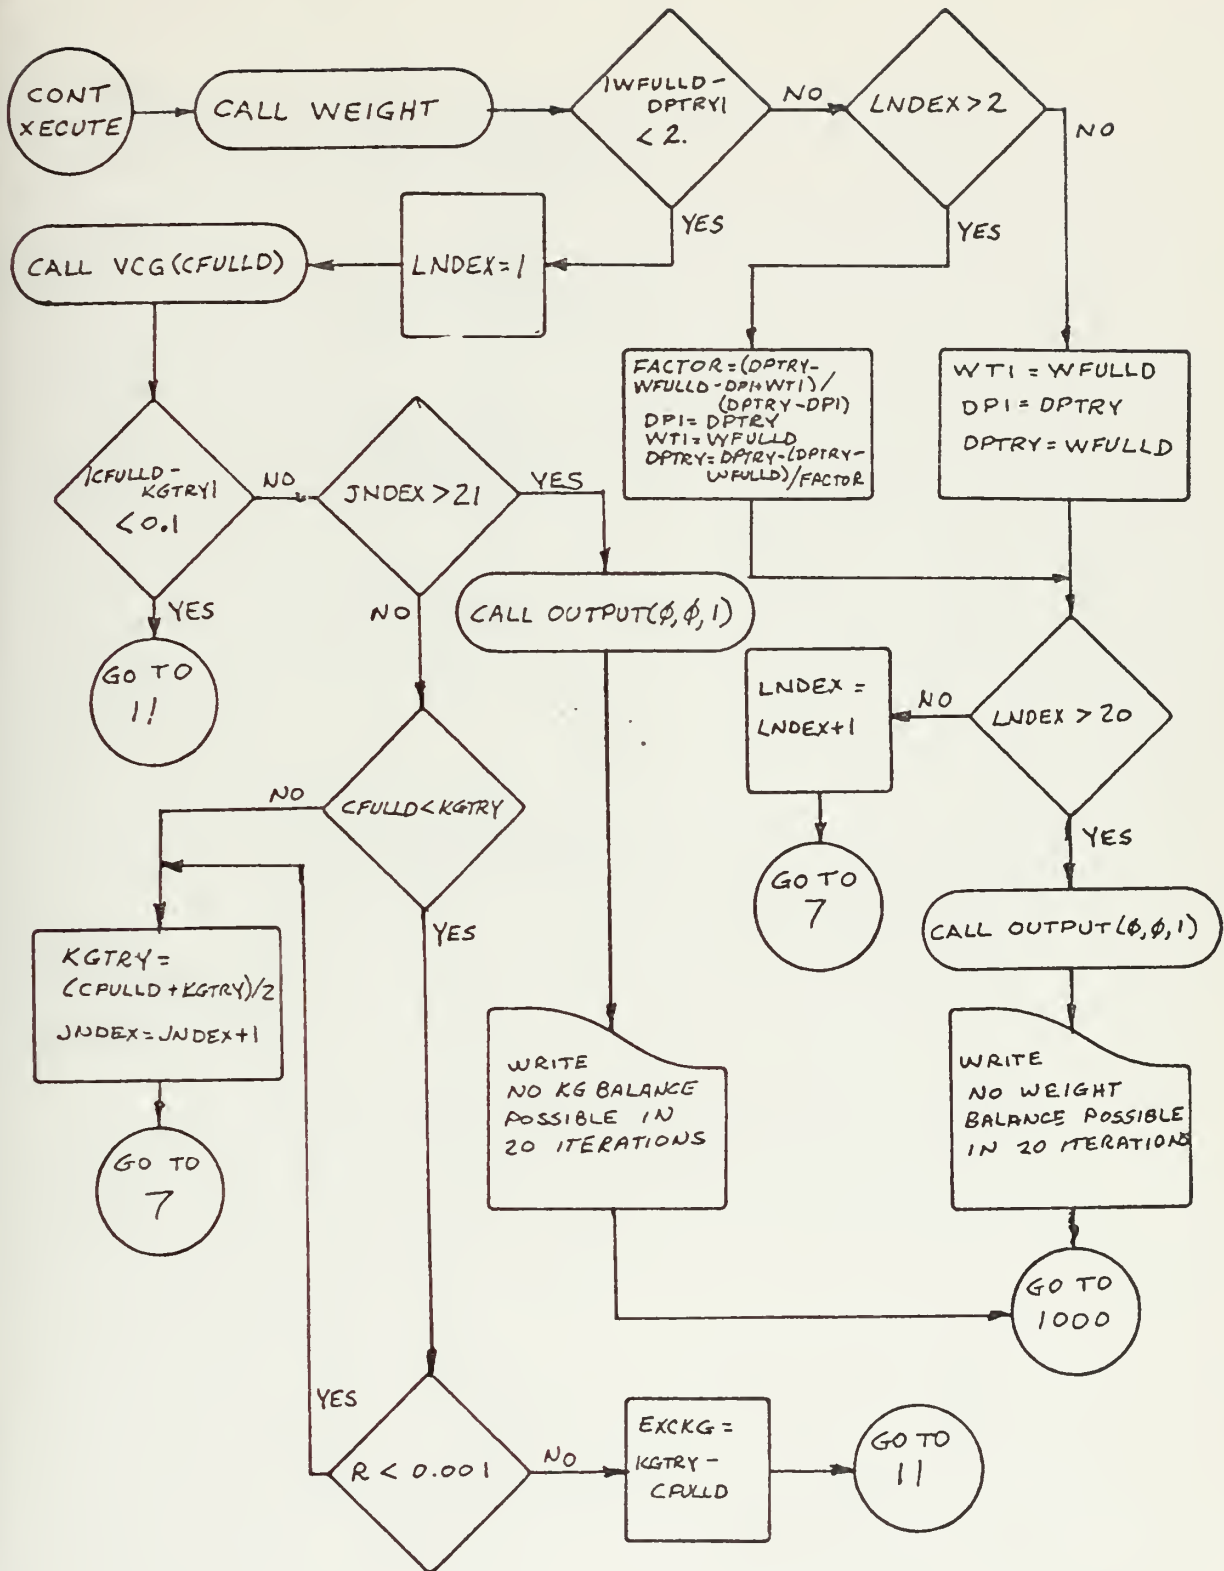 CONT
XECUTE
CALL WEIGHT
|WFULLD-
DPTRY|
< 2.
NO
LNDEX>2
NO
YES
YES
CALL VCG(CFULLD)
LNDEX=1
FACTOR=(DPTRY-
WFULLD-DP1+WT1)/
(DPTRY-DP1)
DP1=DPTRY
WT1=WFULLD
DPTRY=DPTRY-(DPTRY-
WFULLD)/FACTOR
WT1=WFULLD
DP1=DPTRY
DPTRY=WFULLD
|CFULLD-
KGTRY|
<0.1
NO
JNDEX>21
YES
YES
NO
CALL OUTPUT(ϕ,ϕ,1)
GO TO
11
LNDEX=
LNDEX+1
NO
LNDEX>20
NO
CFULLD<KGTRY
YES
GO TO
7
YES
CALL OUTPUT(ϕ,ϕ,1)
KGTRY=
(CFULLD+KGTRY)/2
JNDEX=JNDEX+1
WRITE
NO KG BALANCE
POSSIBLE IN
20 ITERATIONS
WRITE
NO WEIGHT
BALANCE POSSIBLE
IN 20 ITERATIONS
GO TO
7
GO TO
1000
YES
R<0.001
NO
EXCKG=
KGTRY-
CFULLD
GO TO
11